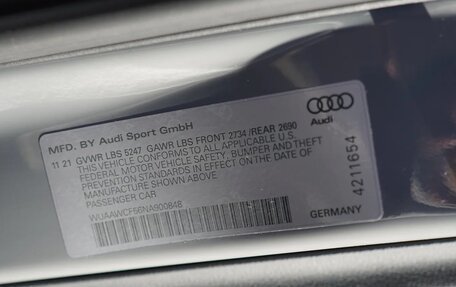 MFD. BY Audi Sport GmbH
11 21 GVWR LBS 5247 GAWR LBS FRONT 2734 /REAR 2690
THIS VEHICLE CONFORMS TO ALL APPLICABLE U.S.
FEDERAL MOTOR VEHICLE SAFETY, BUMPER, AND THEFT
PREVENTION STANDARDS IN EFFECT ON THE DATE OF
MANUFACTURE SHOWN ABOVE.
PASSENGER CAR
WUAAWCF56NA900848
GERMANY
Audi
4211654